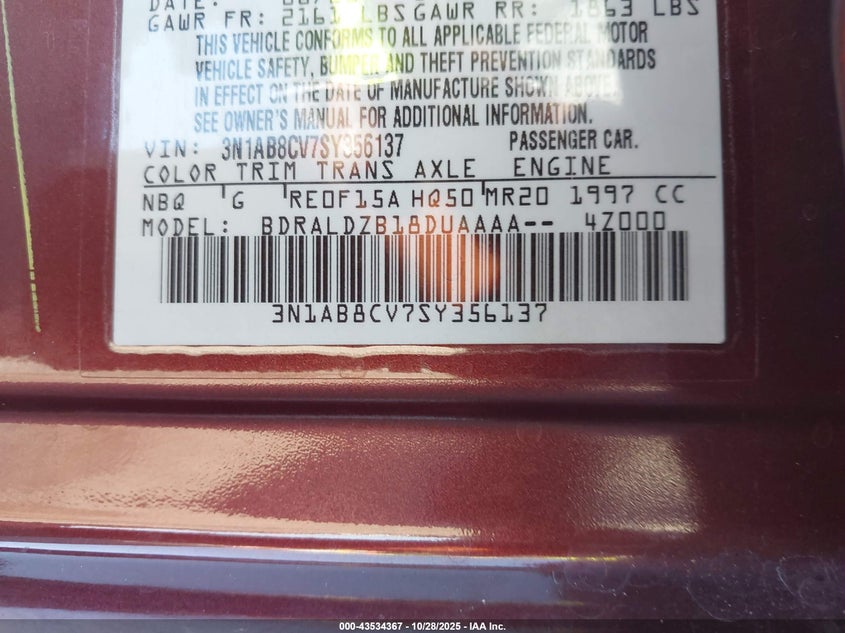 DATE:
GAWR FR: 2161 LBS GAWR RR: 1863 LBS
THIS VEHICLE CONFORMS TO ALL APPLICABLE FEDERAL MOTOR
VEHICLE SAFETY, BUMPER AND THEFT PREVENTION STANDARDS
IN EFFECT ON THE DATE OF MANUFACTURE SHOWN ABOVE.
SEE OWNER'S MANUAL FOR ADDITIONAL INFORMATION.
VIN: 3N1AB8CV7SY356137 PASSENGER CAR.
COLOR TRIM TRANS AXLE ENGINE
NBQ G RE0F15A HQ50 MR20 1997 CC
MODEL: BDRALDZB18DUAAAA-- 4Z000
3N1AB8CV7SY356137
000-43534367 - 10/28/2025 - IAA Inc.